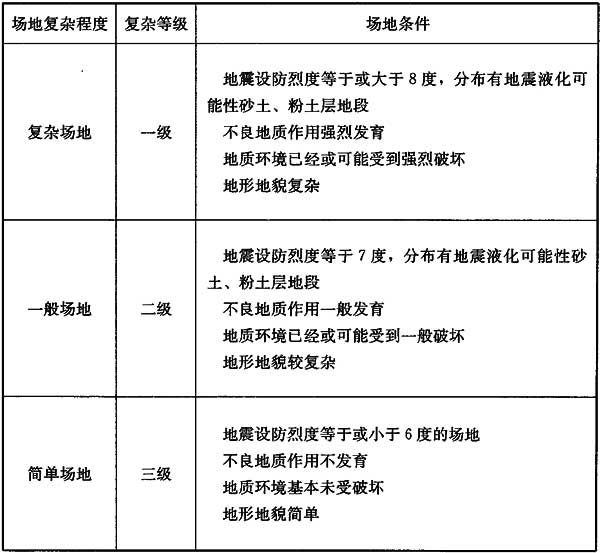 场地复杂程度 复杂等级 场地条件
复杂场地 一级
地震设防烈度等于或大于8度，分布有地震液化可
能性砂土、粉土层地段
不良地质作用强烈发育
地质环境已经或可能受到强烈破坏
地形地貌复杂
一般场地 二级
地震设防烈度等于7度，分布有地震液化可能性砂
土、粉土层地段
不良地质作用一般发育
地质环境已经或可能受到一般破坏
地形地貌较复杂
简单场地 三级
地震设防烈度等于或小于6度的场地
不良地质作用不发育
地质环境基本未受破坏
地形地貌简单